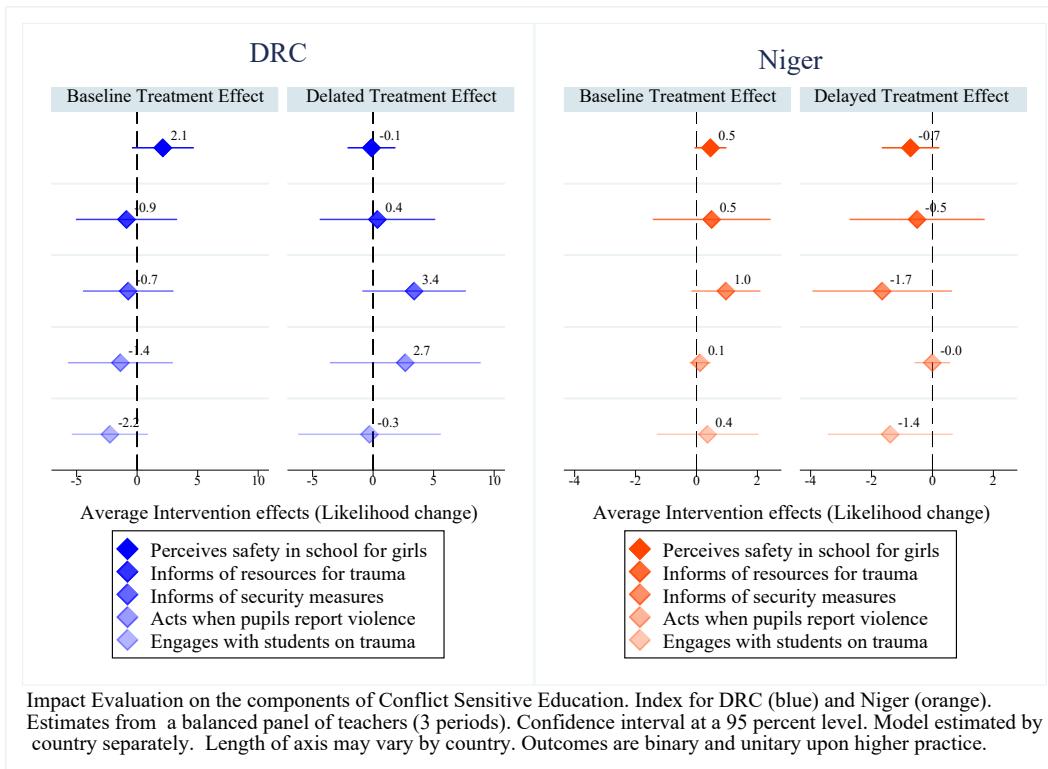 DRC
Niger
Baseline Treatment Effect
Delated Treatment Effect
Baseline Treatment Effect
Delayed Treatment Effect
2.1
-0.1
0.5
-0.7
-0.9
0.4
0.5
-0.5
-0.7
3.4
1.0
-1.7
-1.4
2.7
0.1
-0.0
-2.2
-0.3
0.4
-1.4
-5 0 5 10
-5 0 5 10
-4 -2 0 2
-4 -2 0 2
Average Intervention effects (Likelihood change)
Average Intervention effects (Likelihood change)
Perceives safety in school for girls
Informs of resources for trauma
Informs of security measures
Acts when pupils report violence
Engages with students on trauma
Perceives safety in school for girls
Informs of resources for trauma
Informs of security measures
Acts when pupils report violence
Engages with students on trauma
Impact Evaluation on the components of Conflict Sensitive Education. Index for DRC (blue) and Niger (orange).
Estimates from a balanced panel of teachers (3 periods). Confidence interval at a 95 percent level. Model estimated by
country separately. Length of axis may vary by country. Outcomes are binary and unitary upon higher practice.